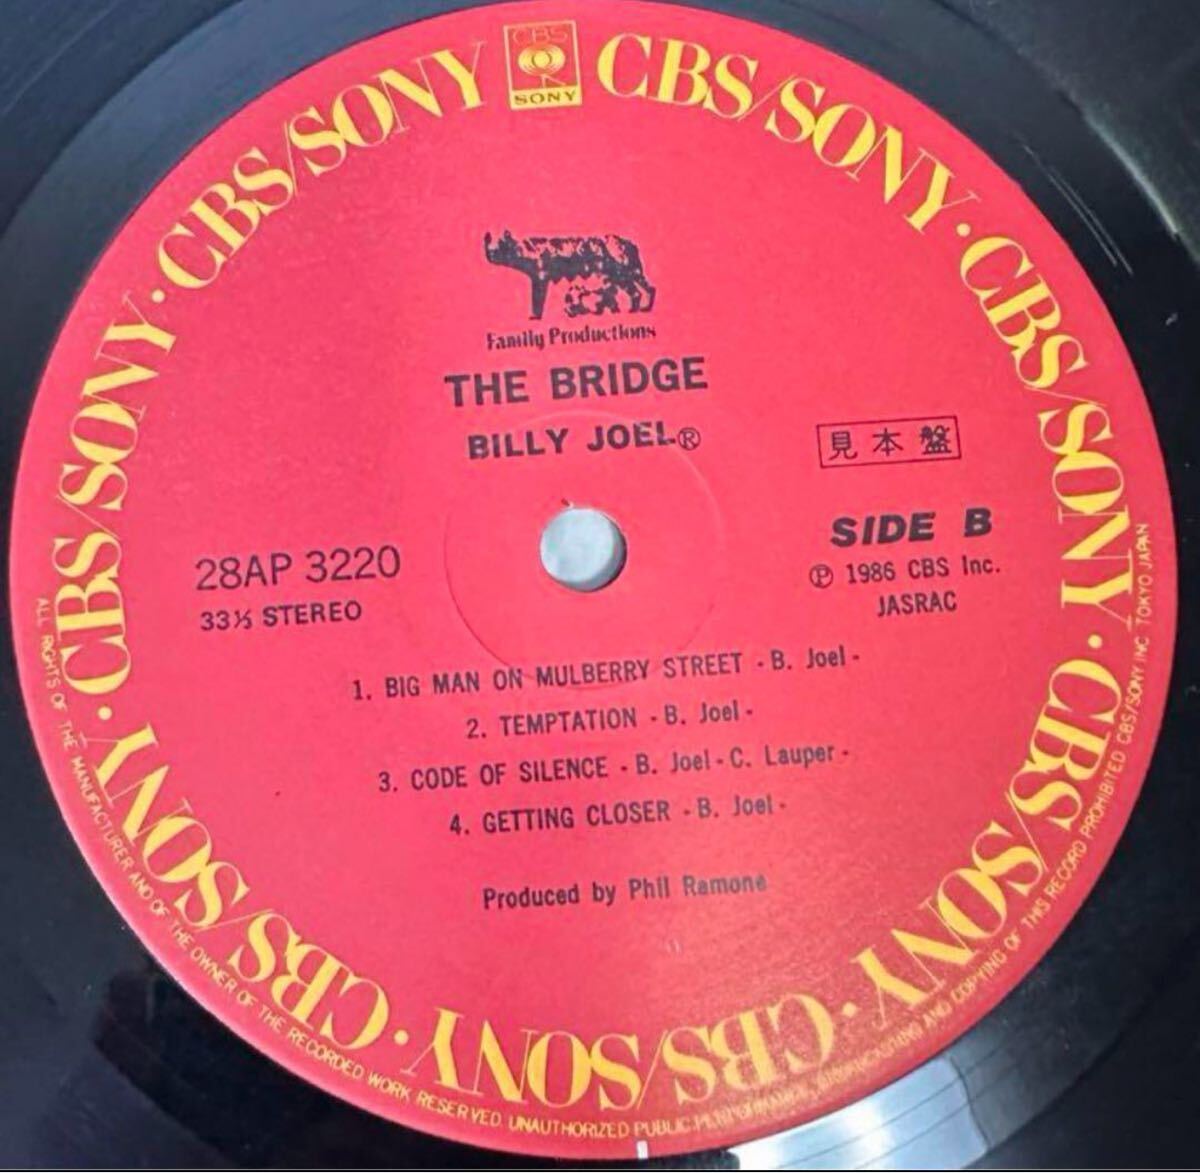 CBS
SONY
CBS/SONY · CBS/SONY · CBS/SONY · CBS/SONY · CBS/SONY · CBS/SONY · CBS/SONY · CBS/SONY · CBS/SONY
Family Productions
THE BRIDGE
BILLY JOEL®
見本盤
SIDE B
28AP 3220
33⅓ STEREO
Ⓟ 1986 CBS Inc.
JASRAC
1. BIG MAN ON MULBERRY STREET - B. Joel -
2. TEMPTATION - B. Joel -
3. CODE OF SILENCE - B. Joel - C. Lauper -
4. GETTING CLOSER - B. Joel -
Produced by Phil Ramone
ALL RIGHTS OF THE MANUFACTURER AND OF THE OWNER OF THE RECORDED WORK RESERVED. UNAUTHORIZED PUBLIC AND COPYING OF THIS RECORD PROHIBITED CBS/SONY INC. TOKYO JAPAN